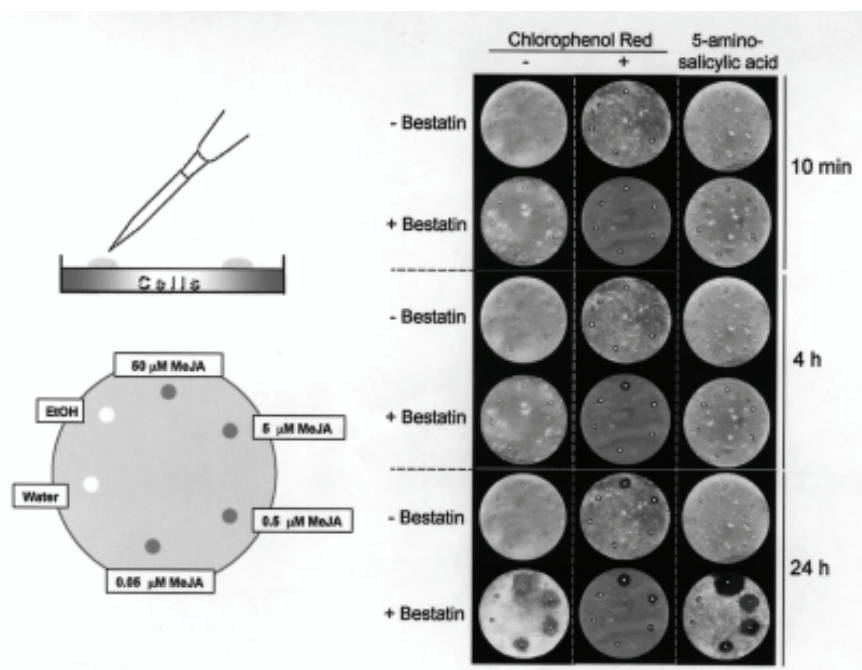 Chlorophenol Red
5-amino-
salicylic acid
-
+
- Bestatin
10 min
+ Bestatin
- Bestatin
4 h
+ Bestatin
- Bestatin
24 h
+ Bestatin
Cells
50 μM MeJA
EtOH
5 μM MeJA
Water
0.5 μM MeJA
0.05 μM MeJA